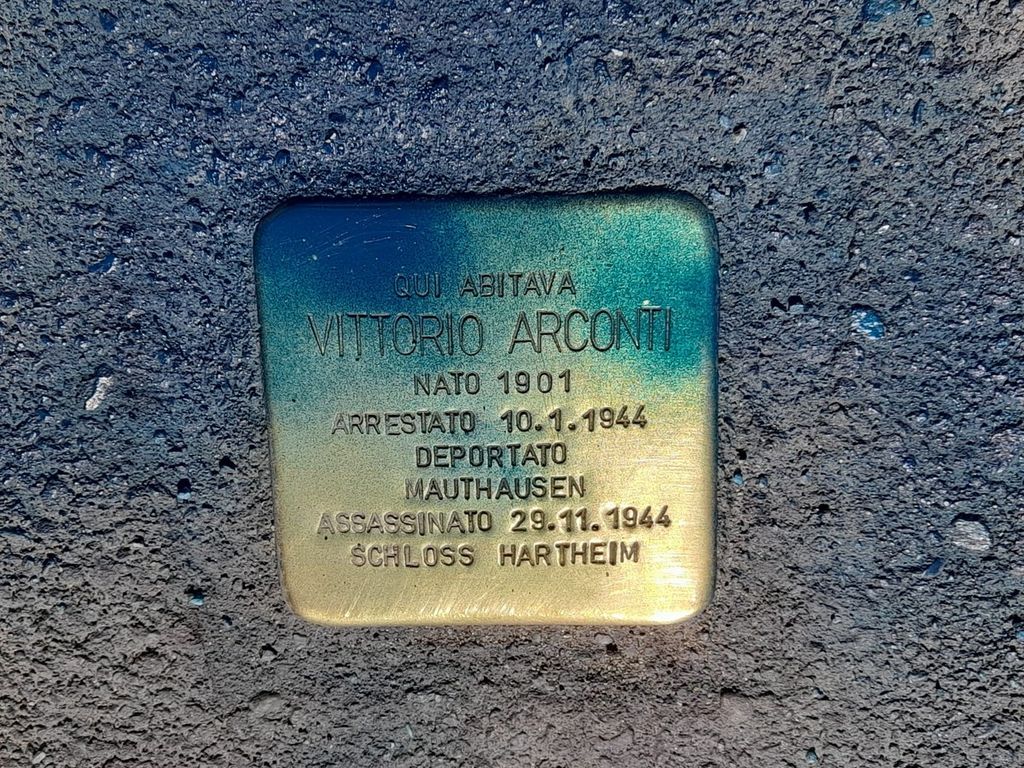 QUI ABITAVA
VITTORIO ARCONTI
NATO 1901
ARRESTATO 10.1.1944
DEPORTATO
MAUTHAUSEN
ASSASSINATO 29.11.1944
SCHLOSS HARTHEIM